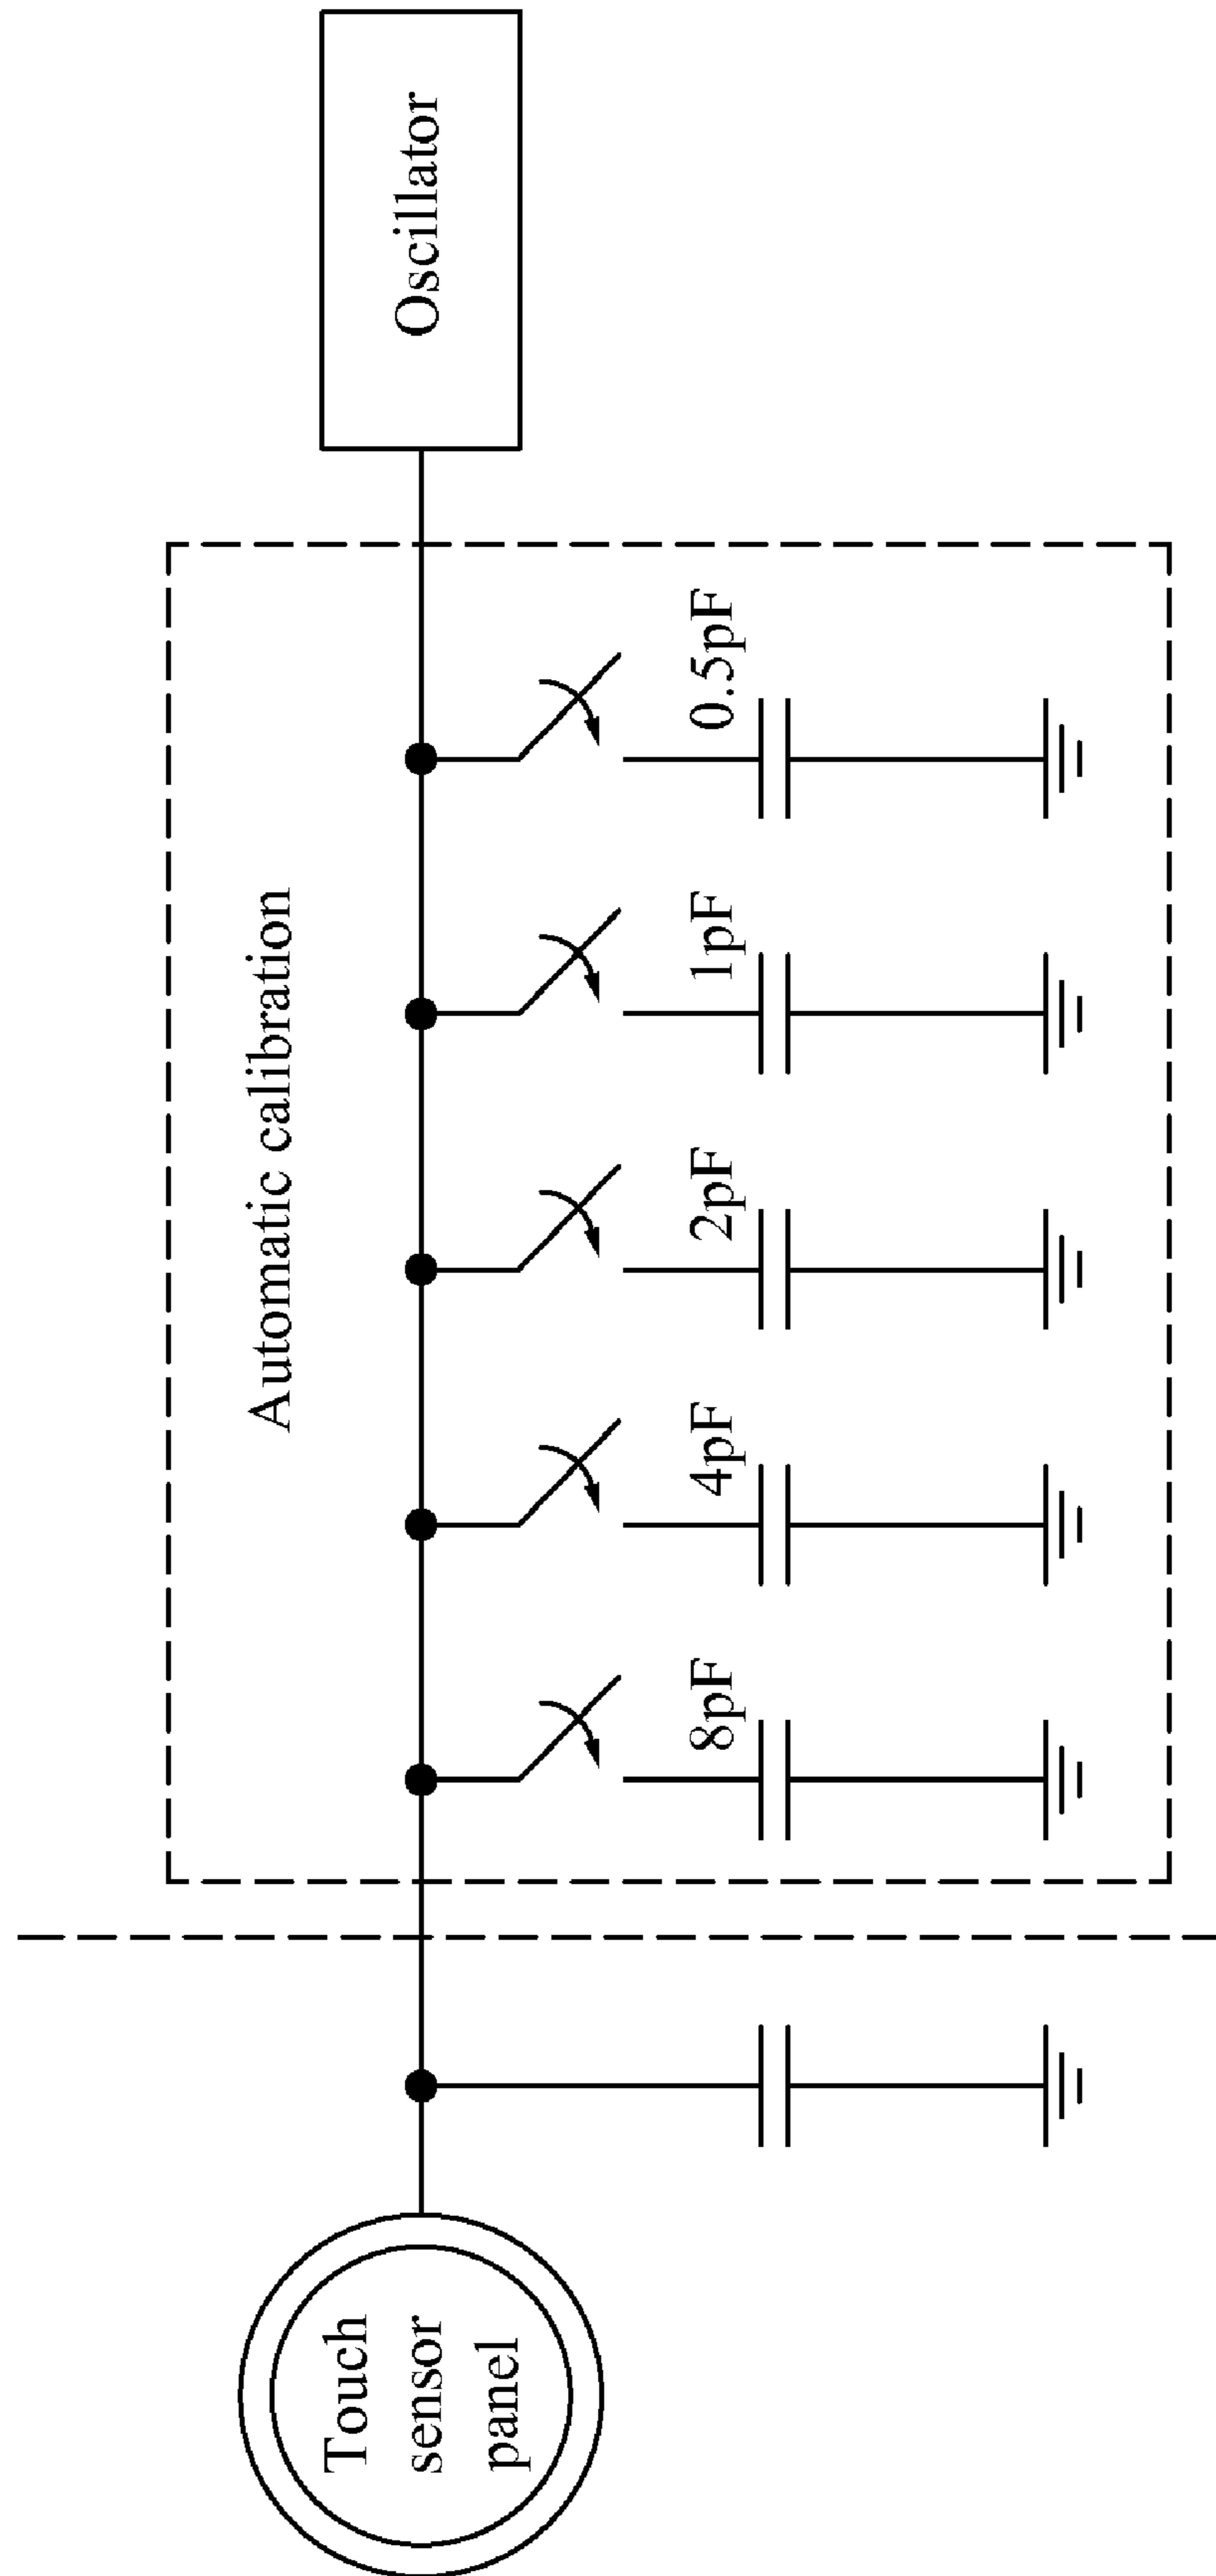 Automatic calibration
Touch
sensor
panel
8pF
4pF
2pF
1pF
0.5pF
Oscillator